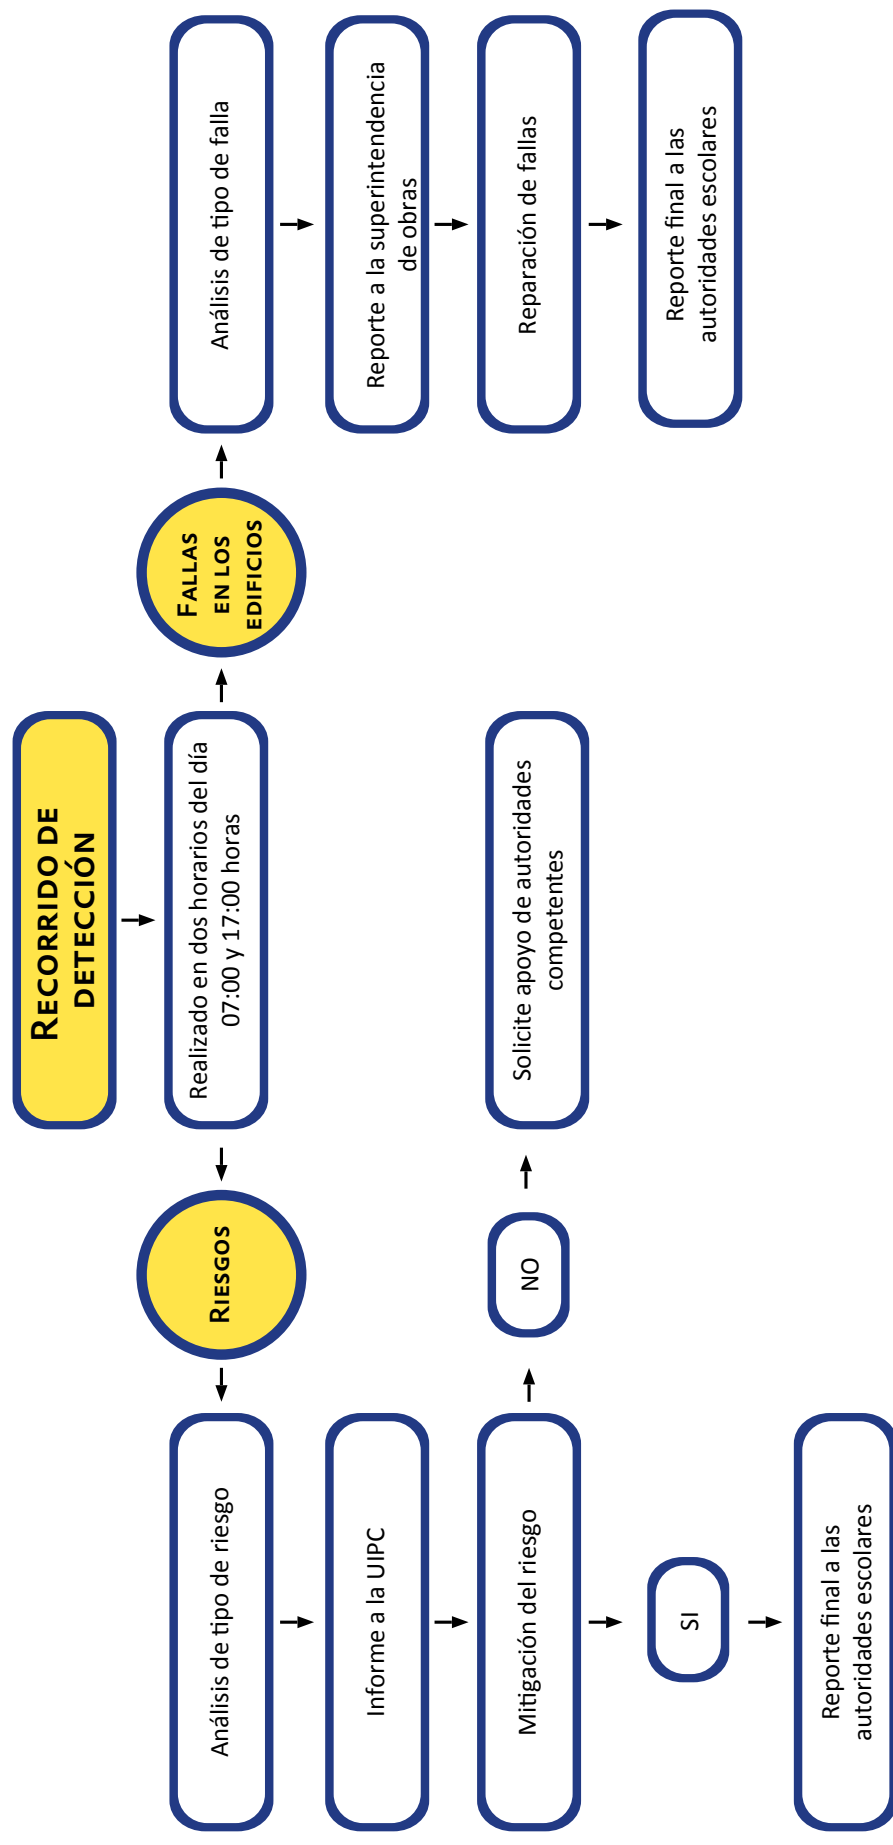 RECORRIDO DE
DETECCIÓN
Realizado en dos horarios del día
07:00 y 17:00 horas
RIESGOS
Análisis de tipo de riesgo
Informe a la UIPC
Mitigación del riesgo
NO
Solicite apoyo de autoridades
competentes
SI
Reporte final a las
autoridades escolares
FALLAS
EN LOS
EDIFICIOS
Análisis de tipo de falla
Reporte a la superintendencia
de obras
Reparación de fallas
Reporte final a las
autoridades escolares